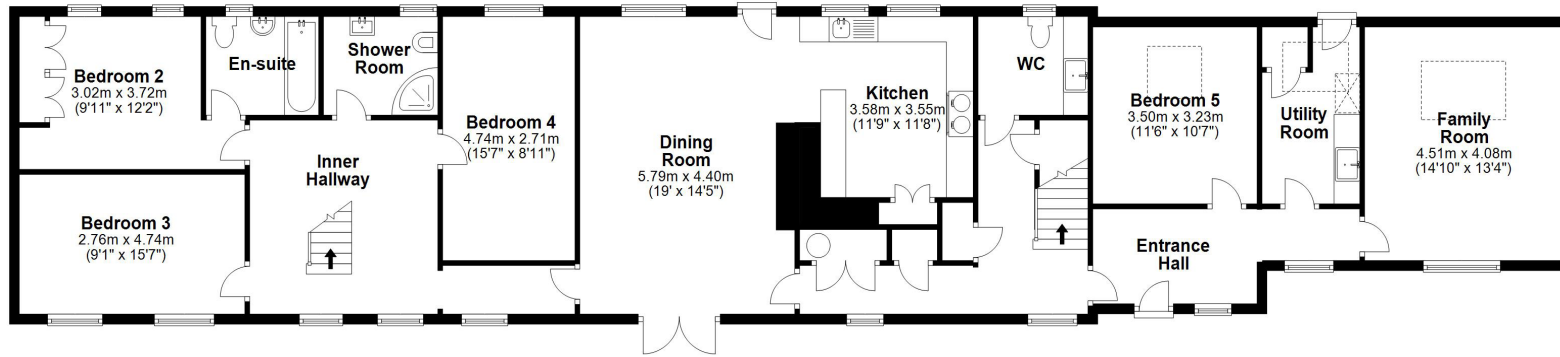 Bedroom 2
3.02m x 3.72m
(9'11" x 12'2")
En-suite
Shower
Room
Bedroom 4
4.74m x 2.71m
(15'7" x 8'11")
Inner
Hallway
Bedroom 3
2.76m x 4.74m
(9'1" x 15'7")
Dining
Room
5.79m x 4.40m
(19' x 14'5")
Kitchen
3.58m x 3.55m
(11'9" x 11'8")
WC
Bedroom 5
3.50m x 3.23m
(11'6" x 10'7")
Utility
Room
Family
Room
4.51m x 4.08m
(14'10" x 13'4")
Entrance
Hall